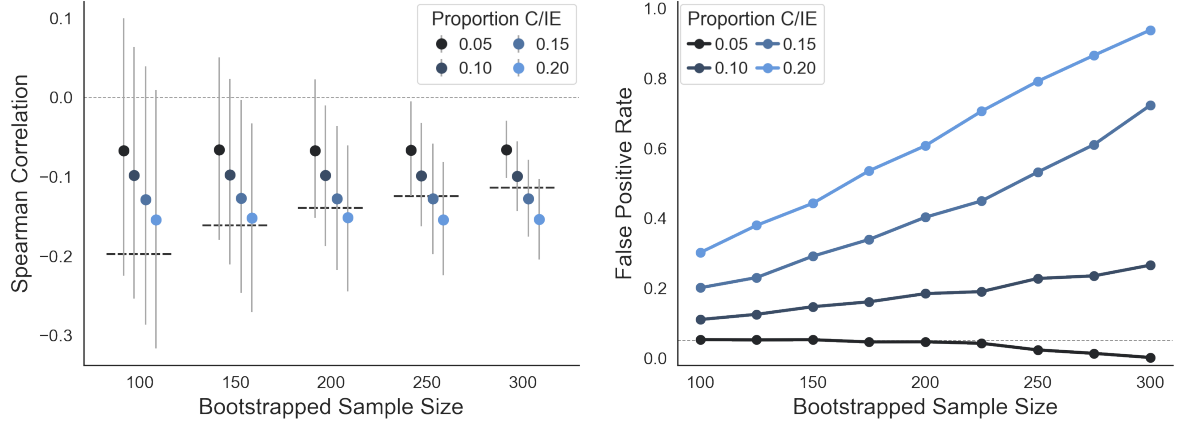 Proportion C/IE
0.05 0.15
0.10 0.20
0.1
0.0
−0.1
−0.2
−0.3
Spearman Correlation
100 150 200 250 300
Bootstrapped Sample Size
Proportion C/IE
0.05 0.15
0.10 0.20
1.0
0.8
0.6
0.4
0.2
0.0
False Positive Rate
100 150 200 250 300
Bootstrapped Sample Size